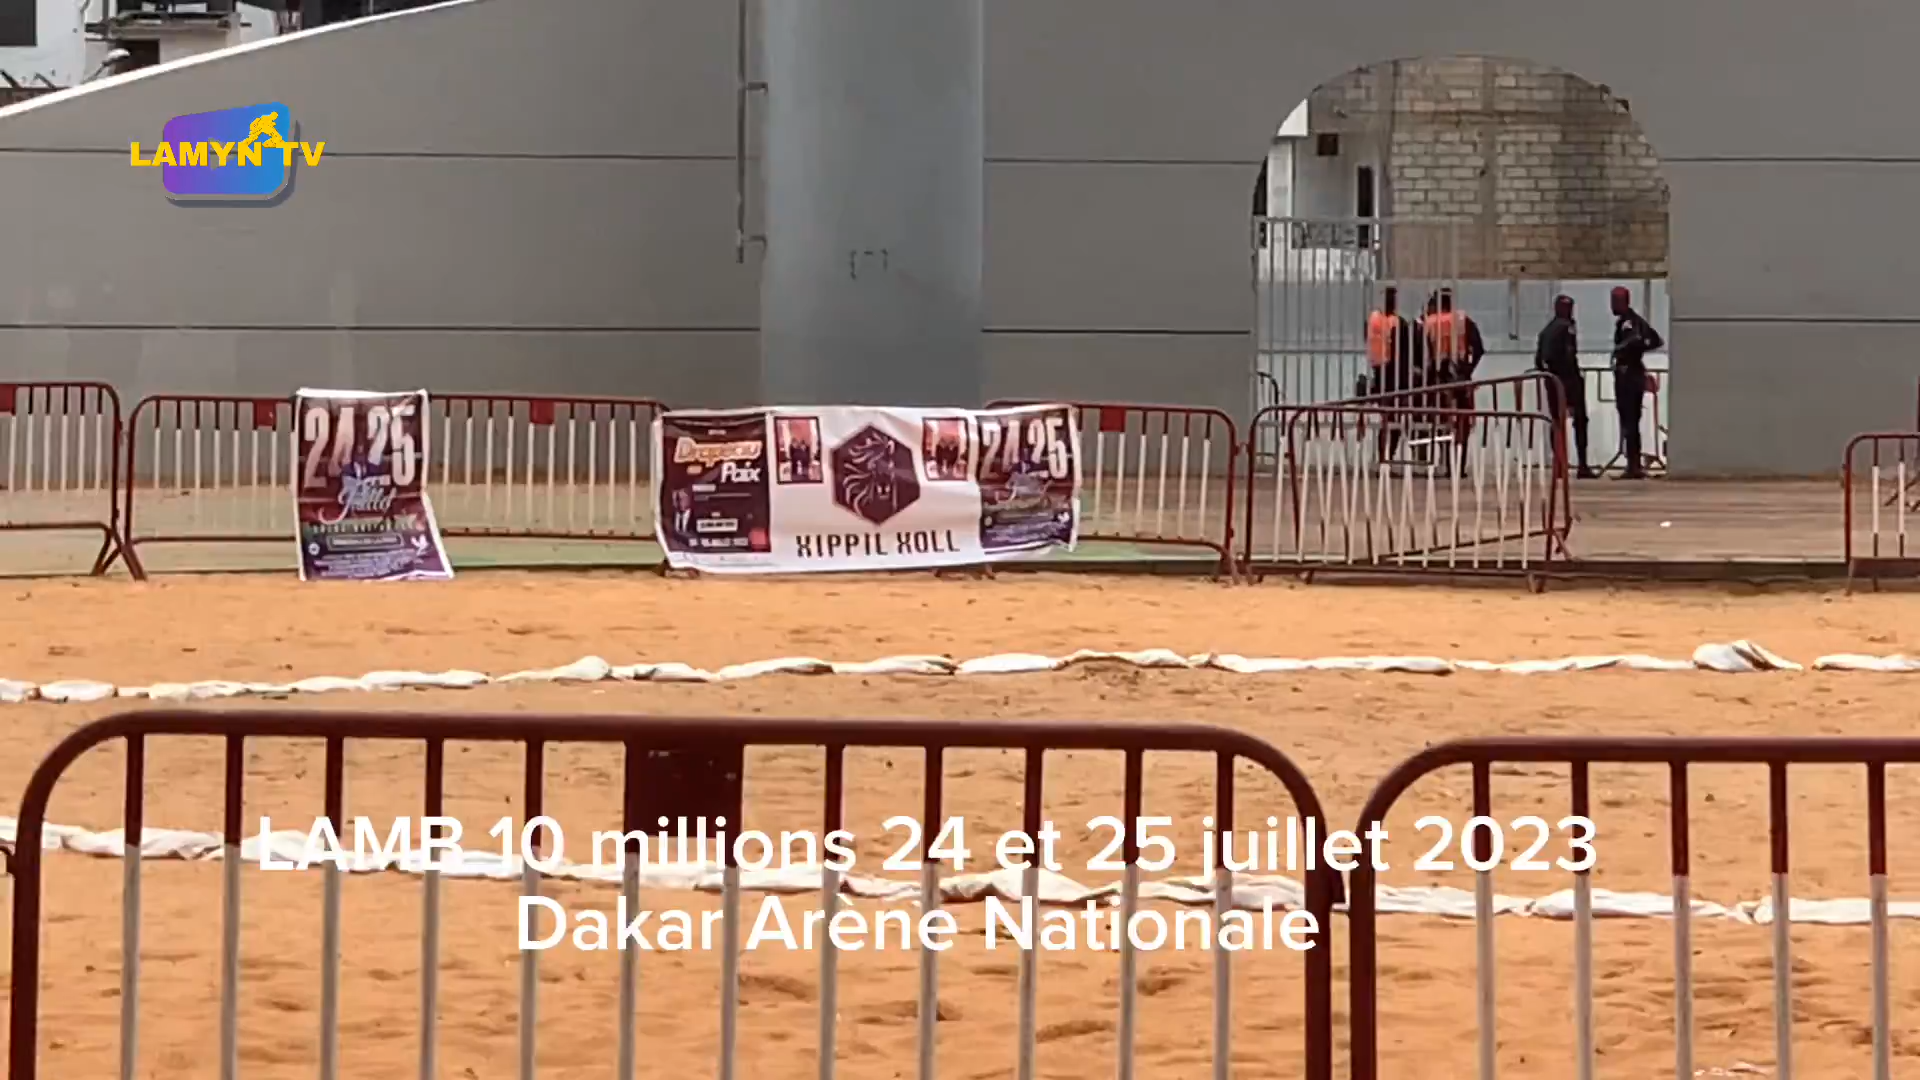 LAMYN TV
24 25
Juillet
Drapeau
Paix
24 25
XIPPIL XOLL
LAMB 10 millions 24 et 25 juillet 2023
Dakar Arène Nationale